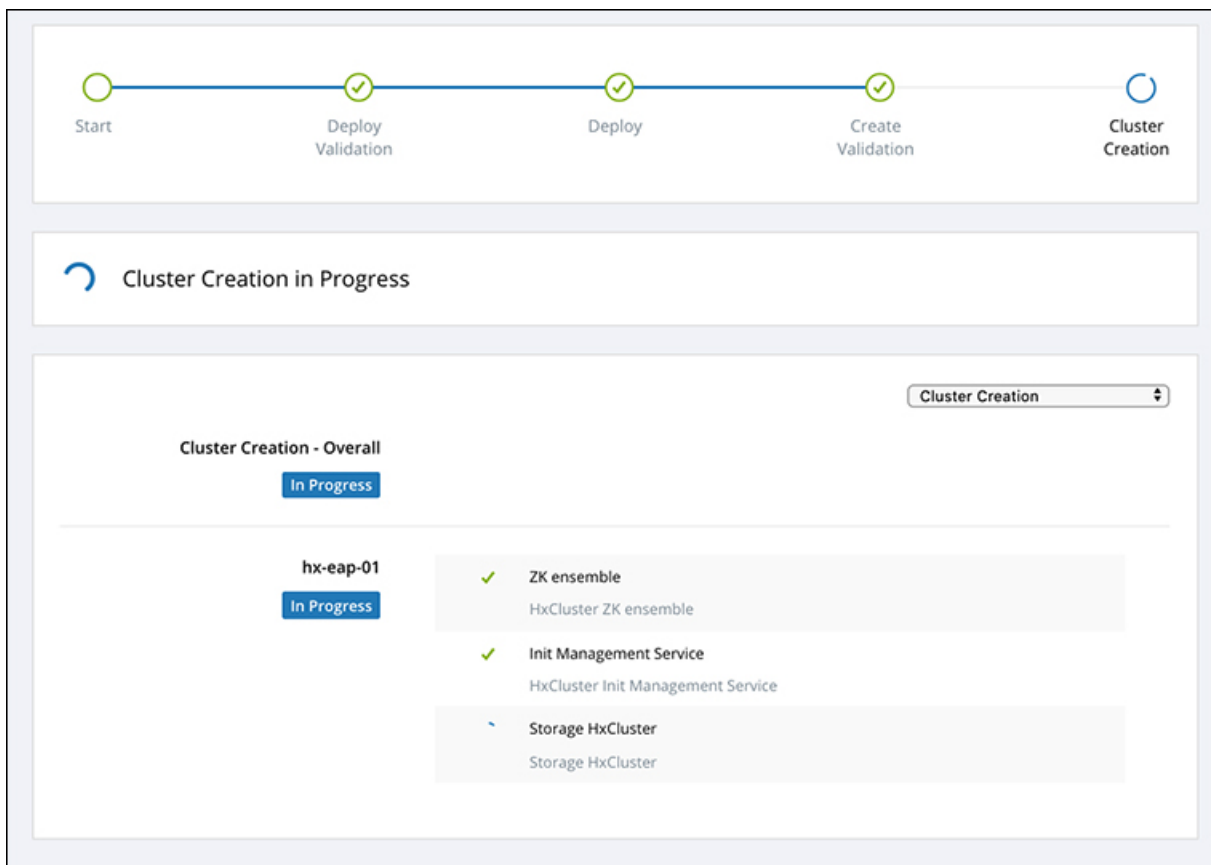 Start
Deploy
Validation
Deploy
Create
Validation
Cluster
Creation
Cluster Creation in Progress
Cluster Creation
Cluster Creation - Overall
In Progress
hx-eap-01
In Progress
ZK ensemble
HxCluster ZK ensemble
Init Management Service
HxCluster Init Management Service
Storage HxCluster
Storage HxCluster